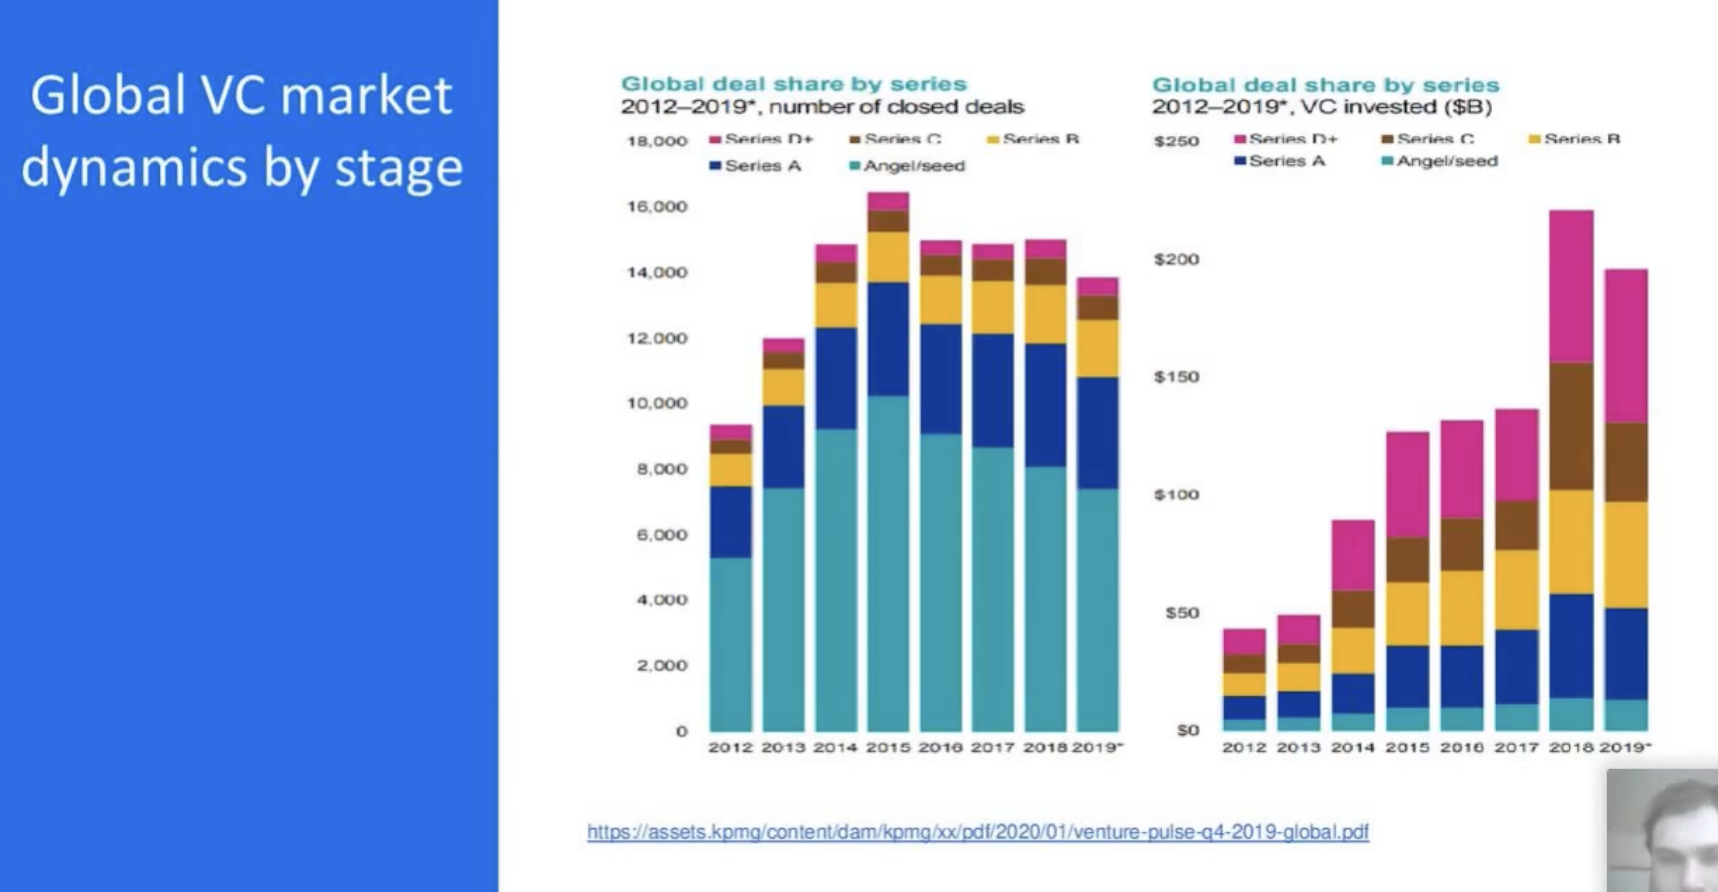 Global VC market
dynamics by stage
Global deal share by series
2012–2019*, number of closed deals
18,000
Series D+
Series C
Series B
Series A
Angel/seed
16,000
14,000
12,000
10,000
8,000
6,000
4,000
2,000
0
2012 2013 2014 2015 2016 2017 2018 2019*
Global deal share by series
2012–2019*, VC invested ($B)
$250
Series D+
Series C
Series B
Series A
Angel/seed
$200
$150
$100
$50
$0
2012 2013 2014 2015 2016 2017 2018 2019*
https://assets.kpmg/content/dam/kpmg/xx/pdf/2020/01/venture-pulse-q4-2019-global.pdf